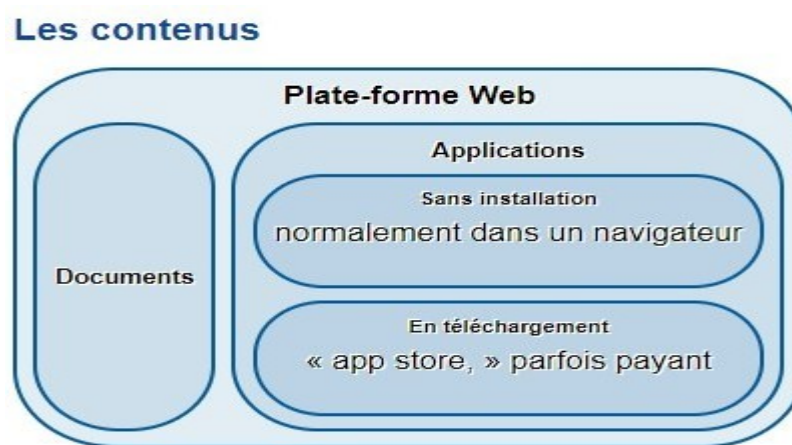 Les contenus
Plate-forme Web
Documents
Applications
Sans installation
normalement dans un navigateur
En téléchargement
« app store, » parfois payant